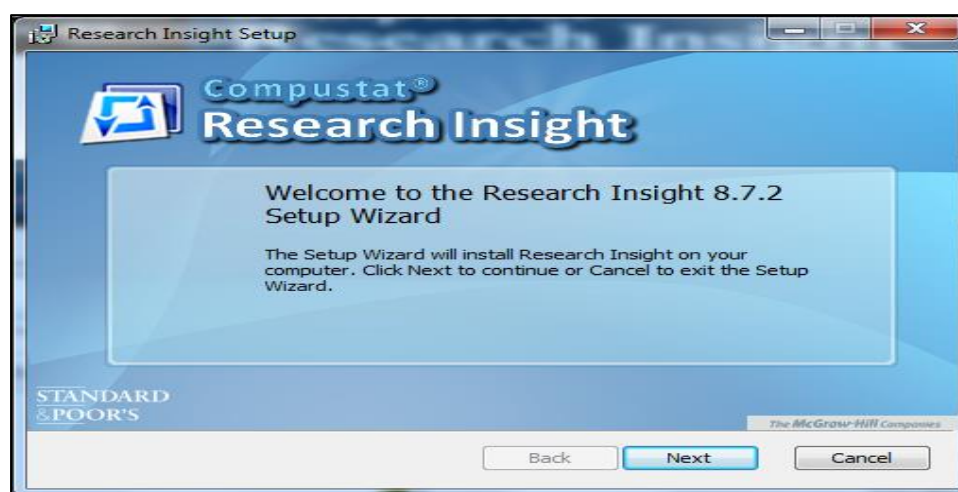 Research Insight Setup
Compustat®
Research Insight
Welcome to the Research Insight 8.7.2
Setup Wizard
The Setup Wizard will install Research Insight on your
computer. Click Next to continue or Cancel to exit the Setup
Wizard.
STANDARD
&POOR'S
The McGraw·Hill Companies
Back Next Cancel